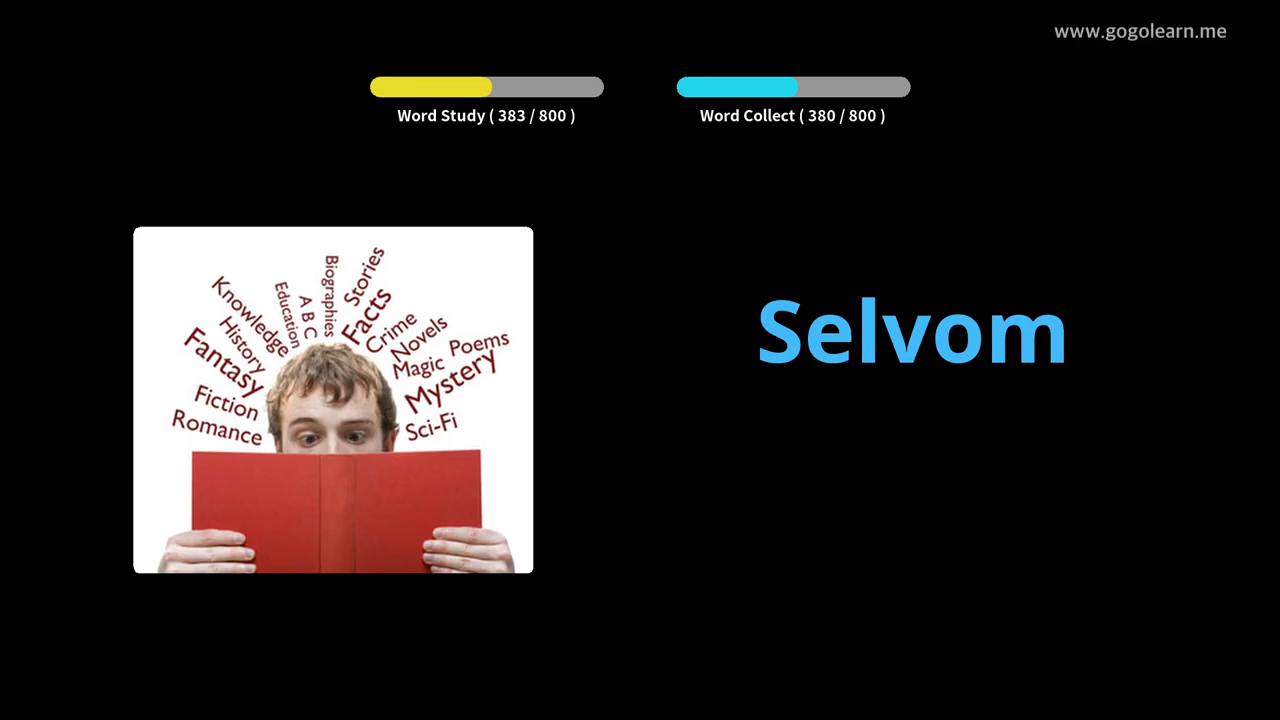 www.gogolearn.me
Word Study ( 383 / 800 )
Word Collect ( 380 / 800 )
Selvom
Biographies
Stories
Education
A B C
Facts
Knowledge
Crime
History
Novels
Fantasy
Magic
Poems
Mystery
Fiction
Romance
Sci-Fi